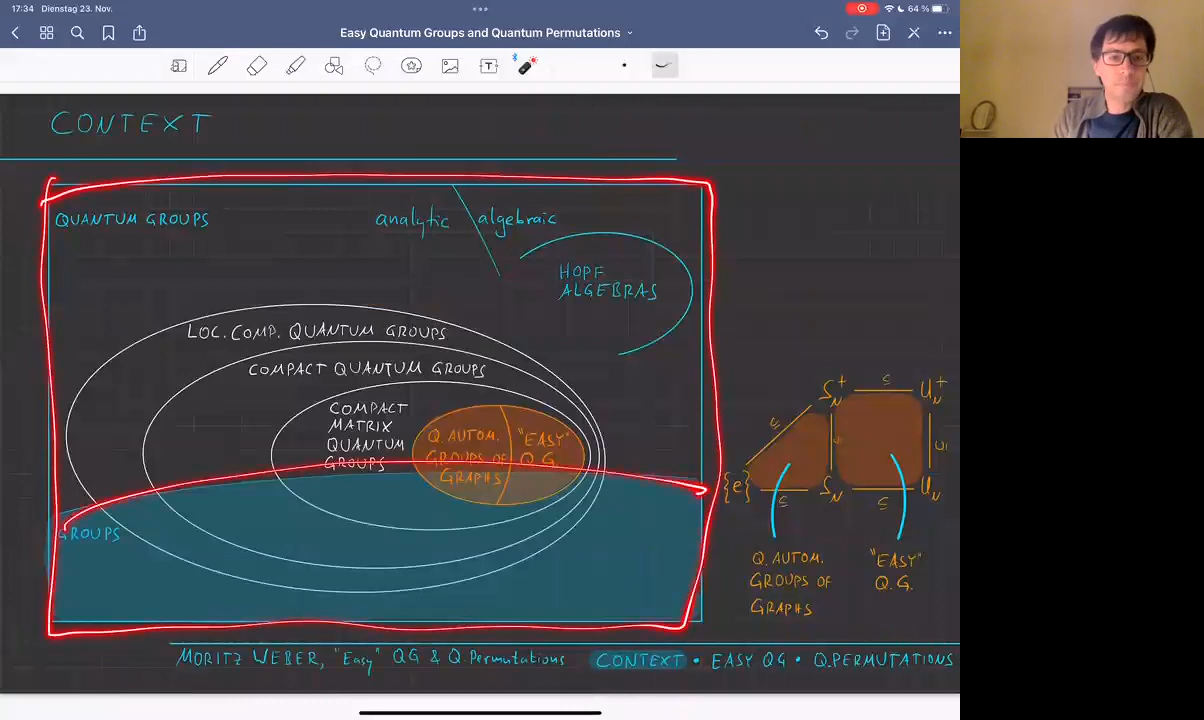 17:34 Dienstag 23. Nov.
64 %
Easy Quantum Groups and Quantum Permutations
CONTEXT
QUANTUM GROUPS
analytic
algebraic
HOPF
ALGEBRAS
LOC. COMP. QUANTUM GROUPS
COMPACT QUANTUM GROUPS
COMPACT
MATRIX
QUANTUM
GROUPS
Q. AUTOM.
GROUPS OF
GRAPHS
"EASY"
Q.G.
GROUPS
S_N^+ ⊆ U_N^+
⊆ ⊆ ⊆
{e} ⊆ S_N ⊆ U_N
Q. AUTOM.
GROUPS OF
GRAPHS
"EASY"
Q.G.
MORITZ WEBER, "Easy" QG & Q.Permutations
CONTEXT • EASY QG • Q.PERMUTATIONS